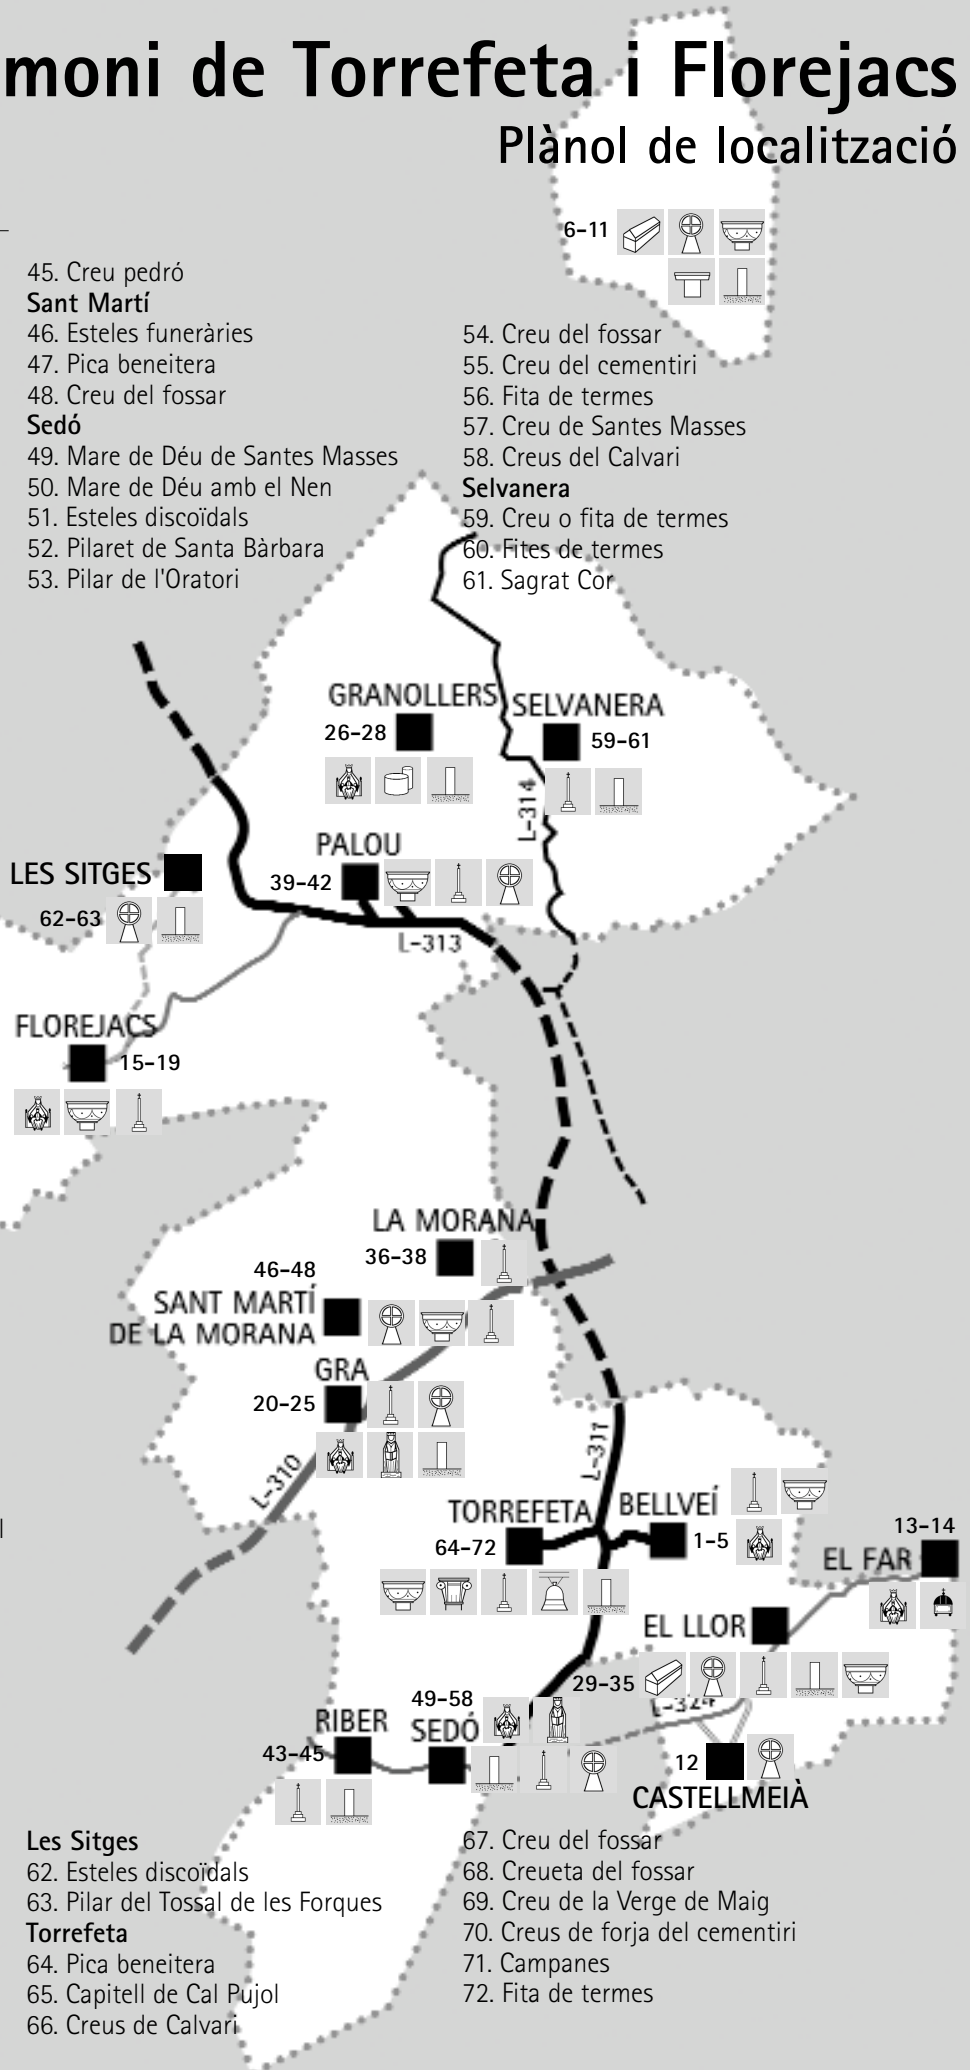 moni de Torrefeta i Florejacs
Plànol de localització
6-11
45. Creu pedró
Sant Martí
46. Esteles funeràries
47. Pica beneitera
48. Creu del fossar
Sedó
49. Mare de Déu de Santes Masses
50. Mare de Déu amb el Nen
51. Esteles discoïdals
52. Pilaret de Santa Bàrbara
53. Pilar de l'Oratori
54. Creu del fossar
55. Creu del cementiri
56. Fita de termes
57. Creu de Santes Masses
58. Creus del Calvari
Selvanera
59. Creu o fita de termes
60. Fites de termes
61. Sagrat Cor
GRANOLLERS
26-28
SELVANERA
59-61
L-314
PALOU
39-42
LES SITGES
62-63
L-313
FLOREJACS
15-19
LA MORANA
36-38
46-48
SANT MARTÍ
DE LA MORANA
GRA
20-25
L-310
L-311
TORREFETA
64-72
BELLVEÍ
1-5
13-14
EL FAR
EL LLOR
29-35
L-324
49-58
SEDÓ
RIBER
43-45
12
CASTELLMEIÀ
Les Sitges
62. Esteles discoïdals
63. Pilar del Tossal de les Forques
Torrefeta
64. Pica beneitera
65. Capitell de Cal Pujol
66. Creus de Calvari
67. Creu del fossar
68. Creueta del fossar
69. Creu de la Verge de Maig
70. Creus de forja del cementiri
71. Campanes
72. Fita de termes